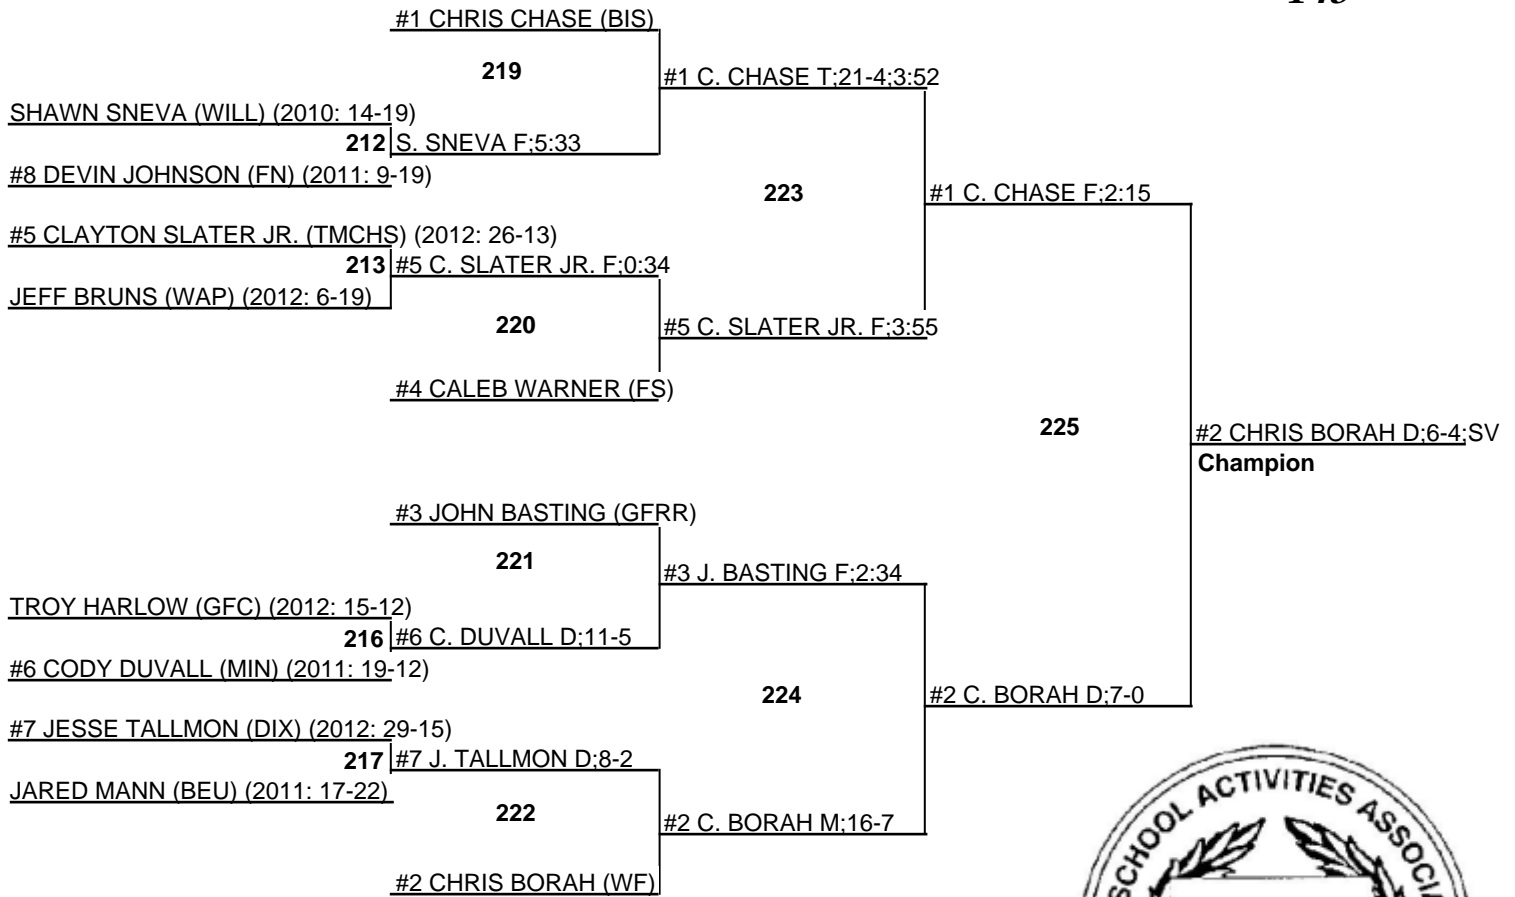 #1 CHRIS CHASE (BIS)
219
#1 C. CHASE T;21-4;3:52
SHAWN SNEVA (WILL) (2010: 14-19)
212 S. SNEVA F;5:33
#8 DEVIN JOHNSON (FN) (2011: 9-19)
223
#1 C. CHASE F;2:15
#5 CLAYTON SLATER JR. (TMCHS) (2012: 26-13)
213 #5 C. SLATER JR. F;0:34
JEFF BRUNS (WAP) (2012: 6-19)
220
#5 C. SLATER JR. F;3:55
#4 CALEB WARNER (FS)
225
#2 CHRIS BORAH D;6-4;SV
Champion
#3 JOHN BASTING (GFRR)
221
#3 J. BASTING F;2:34
TROY HARLOW (GFC) (2012: 15-12)
216 #6 C. DUVALL D;11-5
#6 CODY DUVALL (MIN) (2011: 19-12)
224
#2 C. BORAH D;7-0
#7 JESSE TALLMON (DIX) (2012: 29-15)
217 #7 J. TALLMON D;8-2
JARED MANN (BEU) (2011: 17-22)
222
#2 C. BORAH M;16-7
#2 CHRIS BORAH (WF)
SCHOOL ACTIVITIES